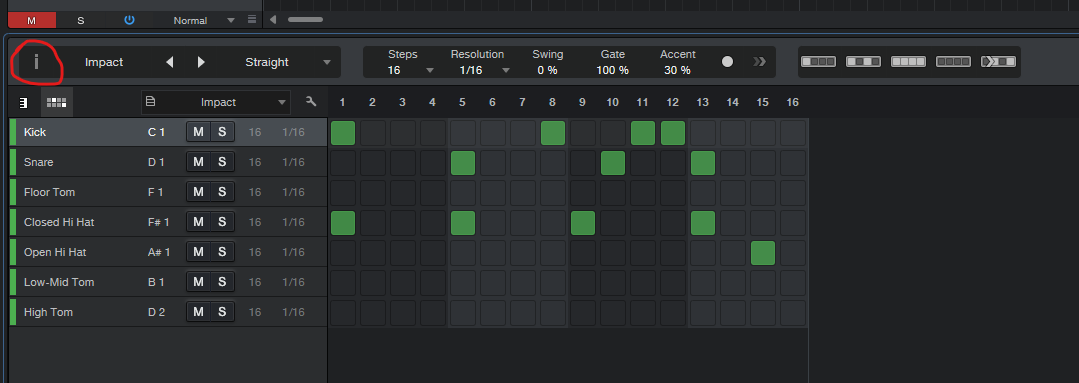 M S Normal
i Impact Straight Steps Resolution Swing Gate Accent
16 1/16 0 % 100 % 30 %
Impact 1 2 3 4 5 6 7 8 9 10 11 12 13 14 15 16
Kick C 1 M S 16 1/16
Snare D 1 M S 16 1/16
Floor Tom F 1 M S 16 1/16
Closed Hi Hat F# 1 M S 16 1/16
Open Hi Hat A# 1 M S 16 1/16
Low-Mid Tom B 1 M S 16 1/16
High Tom D 2 M S 16 1/16